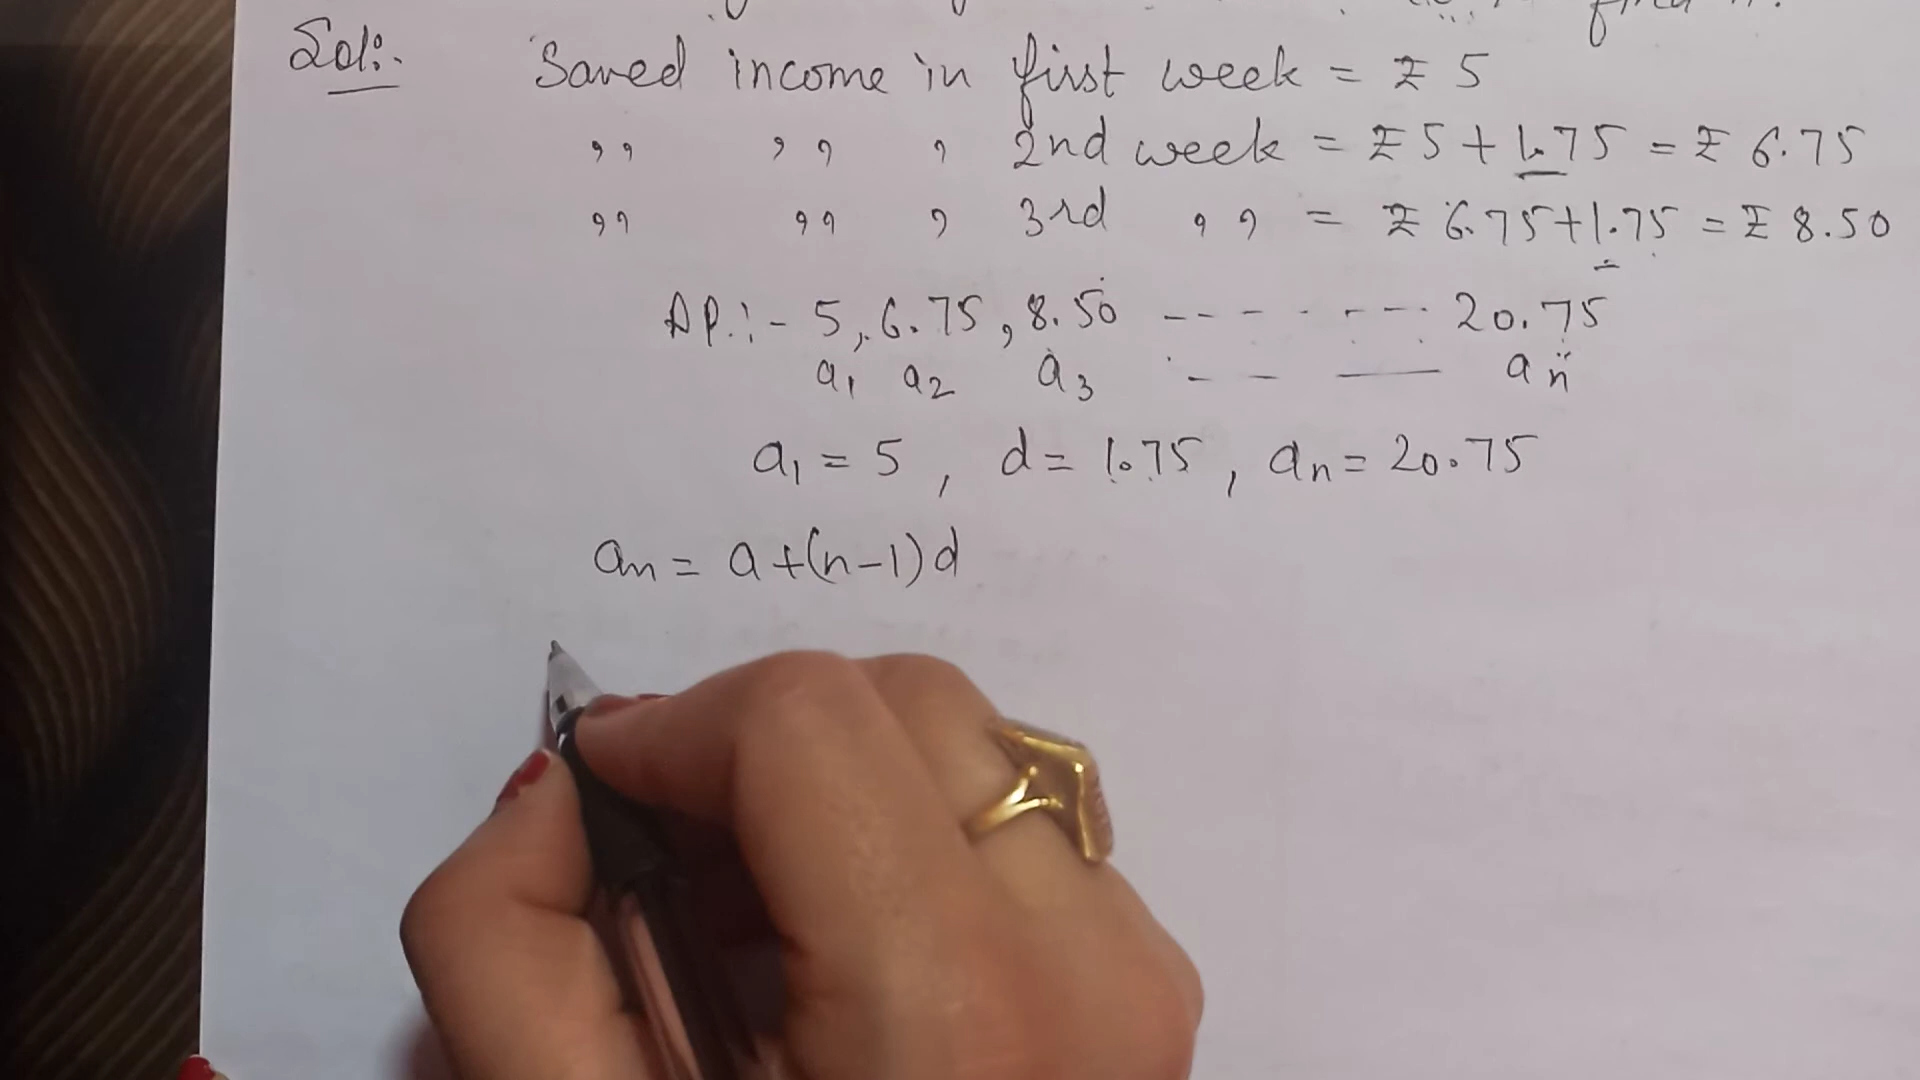 Sol:-. Saved income in first week = ₹ 5
,, ,, , 2nd week = ₹ 5 + 1.75 = ₹ 6.75
,, ,, , 3rd ,, = ₹ 6.75 + 1.75 = ₹ 8.50
AP.:- 5, 6.75, 8.50 ------- 20.75
a1 a2 a3 -- — an
a1 = 5, d = 1.75, an = 20.75
an = a + (n-1) d